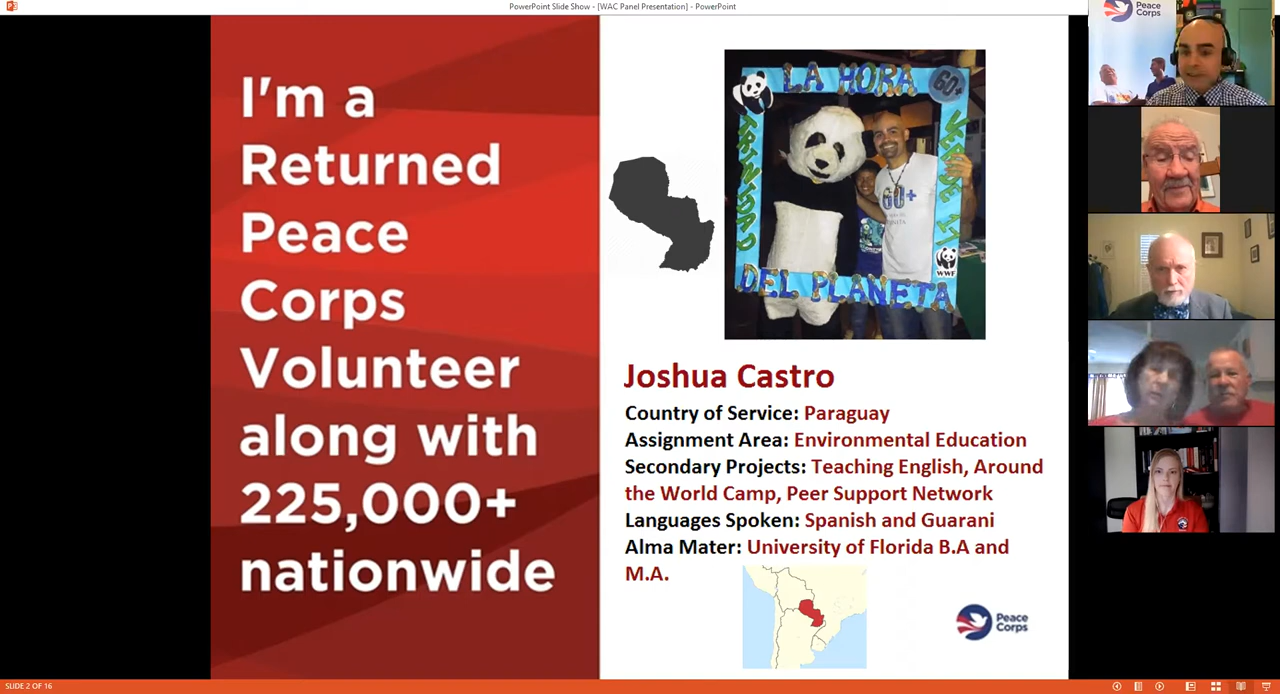 PowerPoint Slide Show - [WAC Panel Presentation] - PowerPoint
I'm a
Returned
Peace
Corps
Volunteer
along with
225,000+
nationwide
LA HORA
60+
TRINIDAD
VERDE
60+
WWF
DEL PLANETA
Joshua Castro
Country of Service: Paraguay
Assignment Area: Environmental Education
Secondary Projects: Teaching English, Around
the World Camp, Peer Support Network
Languages Spoken: Spanish and Guarani
Alma Mater: University of Florida B.A and
M.A.
Peace
Corps
Peace
Corps
SLIDE 2 OF 16